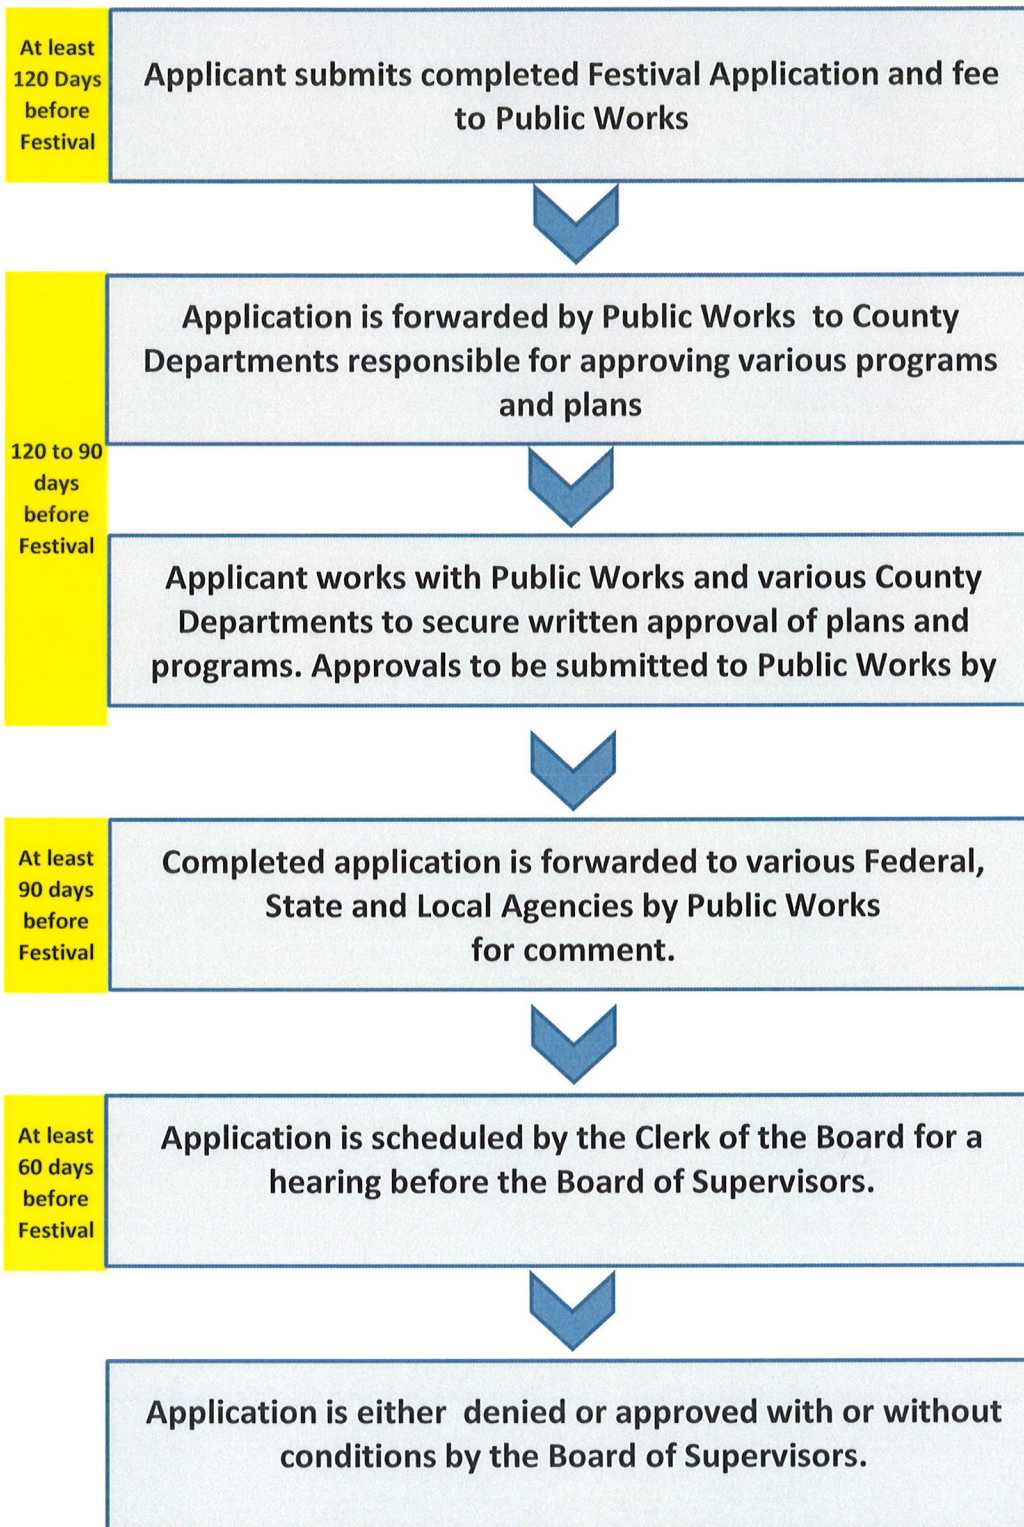 At least
120 Days
before
Festival
Applicant submits completed Festival Application and fee
to Public Works
120 to 90
days
before
Festival
Application is forwarded by Public Works to County
Departments responsible for approving various programs
and plans
Applicant works with Public Works and various County
Departments to secure written approval of plans and
programs. Approvals to be submitted to Public Works by
At least
90 days
before
Festival
Completed application is forwarded to various Federal,
State and Local Agencies by Public Works
for comment.
At least
60 days
before
Festival
Application is scheduled by the Clerk of the Board for a
hearing before the Board of Supervisors.
Application is either denied or approved with or without
conditions by the Board of Supervisors.